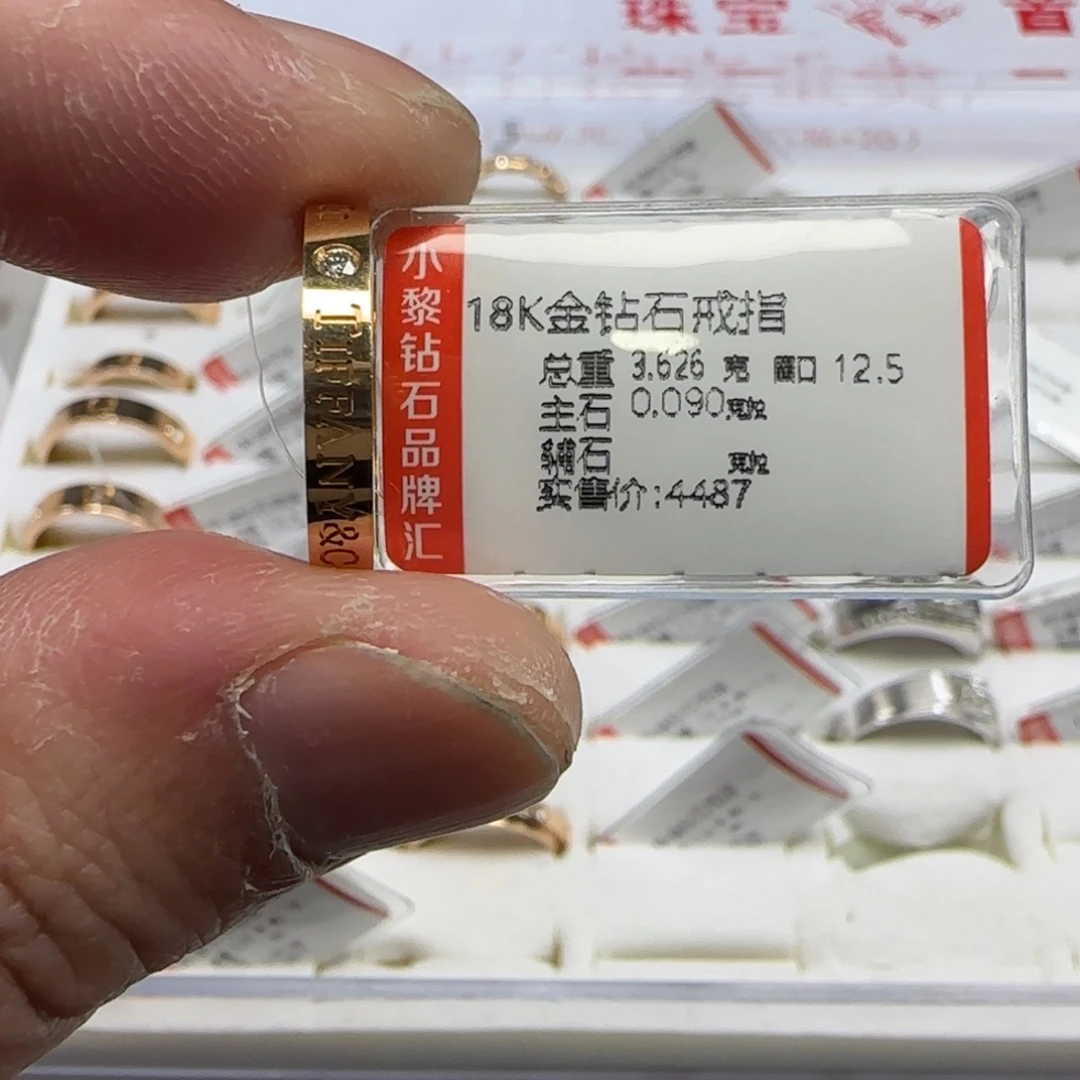 珠宝
小黎钻石品牌汇
TIFFANY&C
18K金钻石戒指
总重 3.626 克 圈口 12.5
主石 0.090克拉
辅石 克拉
实售价:4487